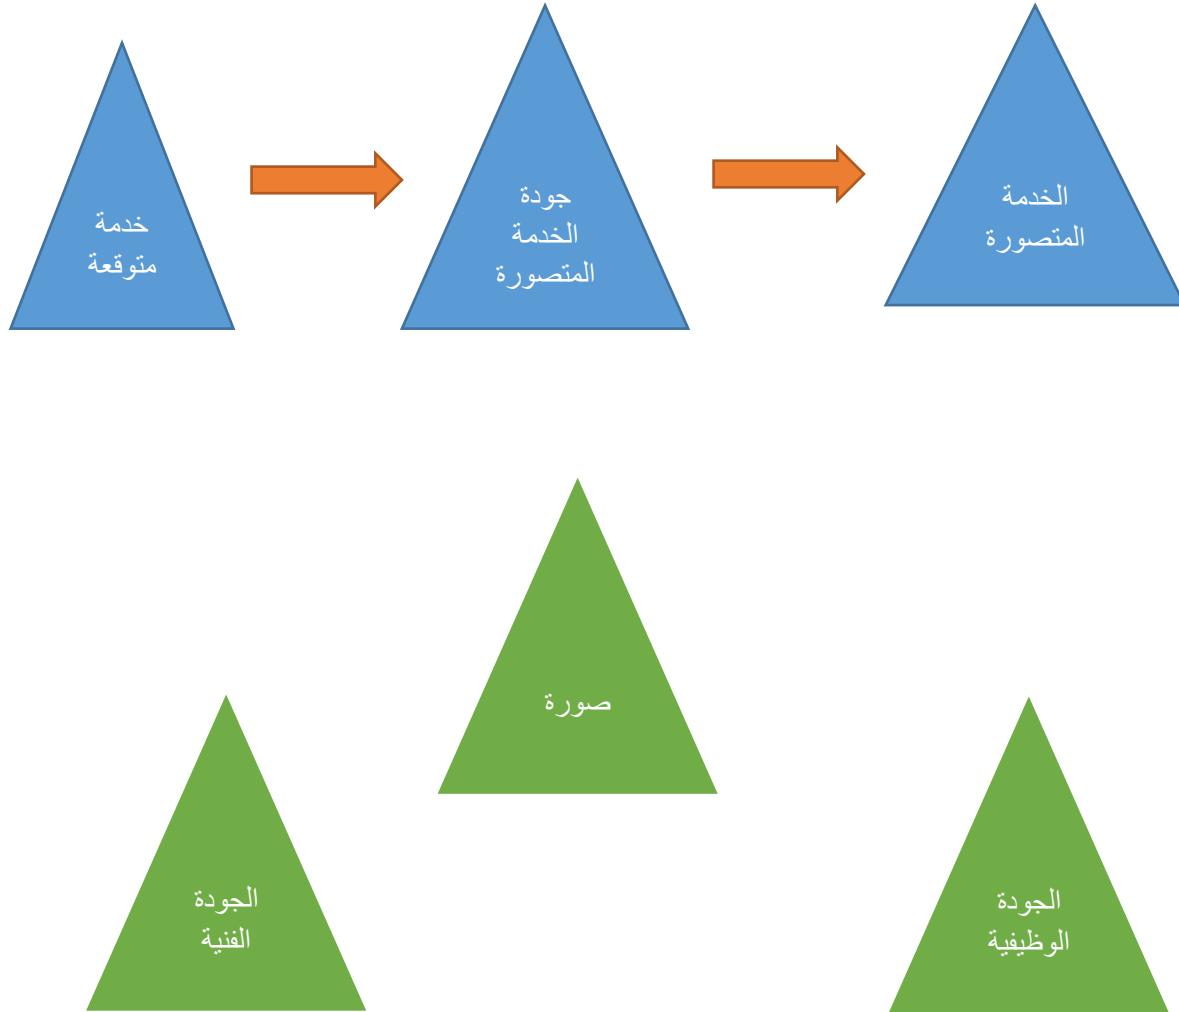 خدمة
متوقعة
جودة
الخدمة
المتصورة
الخدمة
المتصورة
صورة
الجودة
الفنية
الجودة
الوظيفية